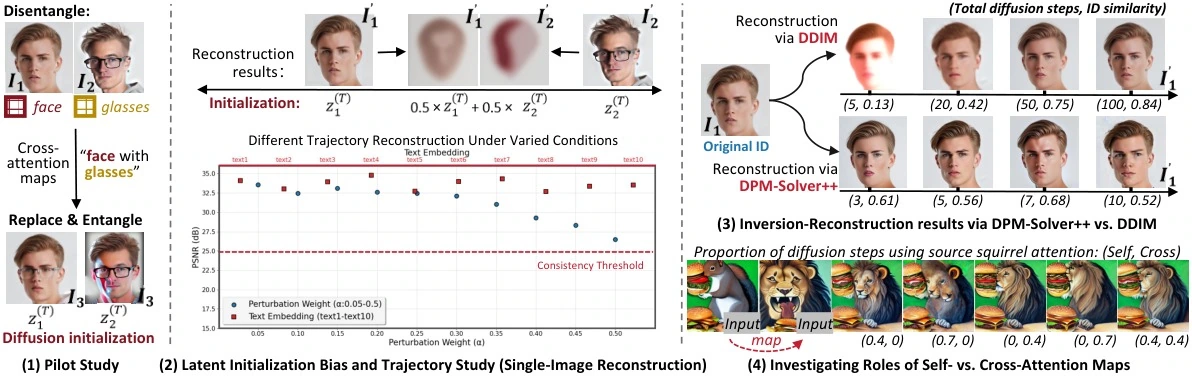 Disentangle:
I1
I2
face
glasses
Cross-
attention
maps
“face with
glasses”
Replace & Entangle
I3
I3
z1(T)
z2(T)
Diffusion initialization
(1) Pilot Study
Reconstruction
results:
I1′
I1′
I2′
I2′
Initialization:
z1(T)
0.5 × z1(T) + 0.5 × z2(T)
z2(T)
Different Trajectory Reconstruction Under Varied Conditions
Text Embedding
text1 text2 text3 text4 text5 text6 text7 text8 text9 text10
PSNR (dB)
35.0
32.5
30.0
27.5
25.0
22.5
20.0
17.5
15.0
Consistency Threshold
Perturbation Weight (α:0.05-0.5)
Text Embedding (text1-text10)
0.05 0.10 0.15 0.20 0.25 0.30 0.35 0.40 0.45 0.50
Perturbation Weight (α)
(2) Latent Initialization Bias and Trajectory Study (Single-Image Reconstruction)
(Total diffusion steps, ID similarity)
Reconstruction
via DDIM
I1′
(5, 0.13) (20, 0.42) (50, 0.75) (100, 0.84)
I1
Original ID
Reconstruction via
DPM-Solver++
I1′
(3, 0.61) (5, 0.56) (7, 0.68) (10, 0.52)
(3) Inversion-Reconstruction results via DPM-Solver++ vs. DDIM
Proportion of diffusion steps using source squirrel attention: (Self, Cross)
Input
Input
map
(0.4, 0) (0.7, 0) (0, 0.4) (0, 0.7) (0.4, 0.4)
(4) Investigating Roles of Self- vs. Cross-Attention Maps